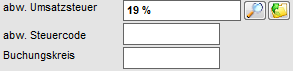 abw. Umsatzsteuer 19 %
abw. Steuercode
Buchungskreis